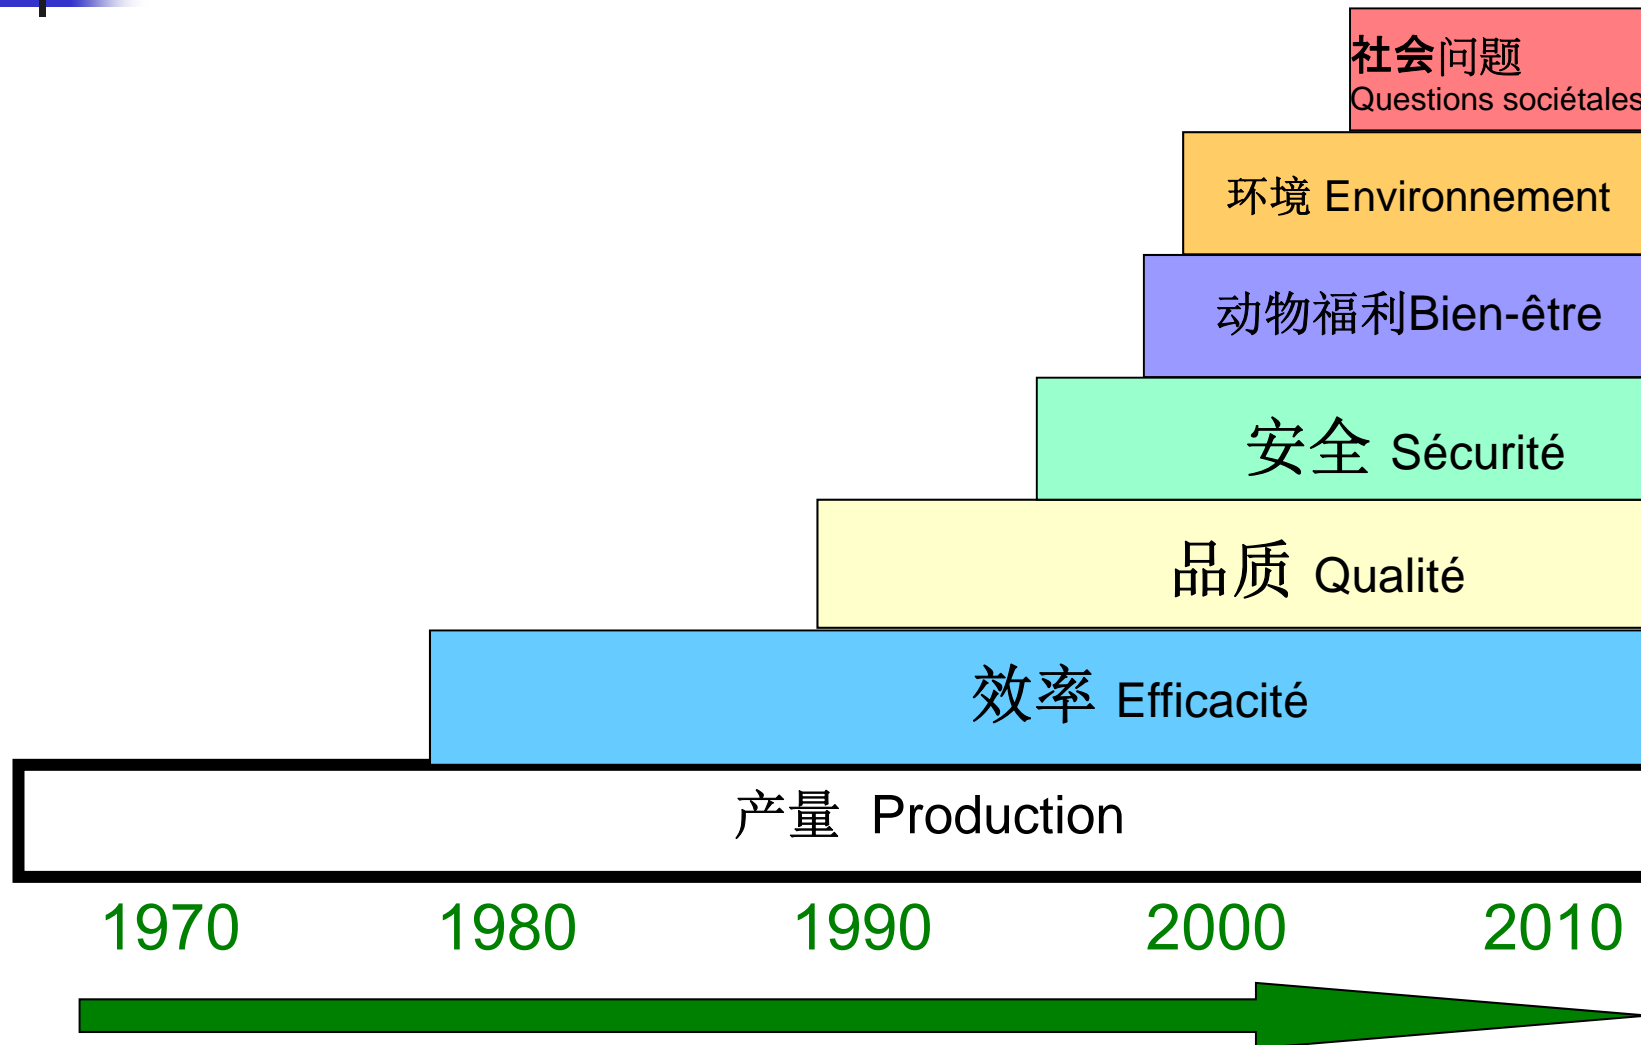 社会问题
Questions sociétales
环境 Environnement
动物福利Bien-être
安全 Sécurité
品质 Qualité
效率 Efficacité
产量 Production
1970 1980 1990 2000 2010